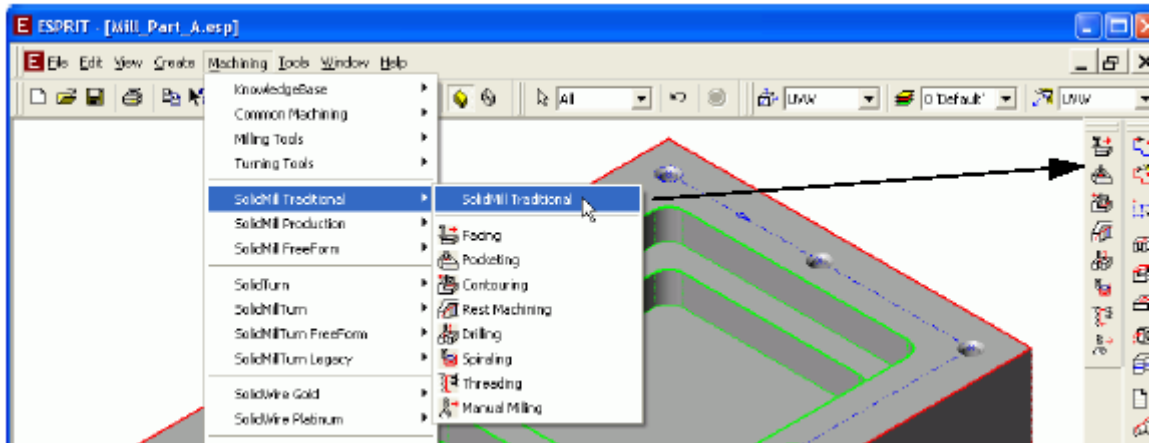 ESPRIT - [Mill_Part_A.esp]
File Edit View Create Machining Tools Window Help
All UVW 0 'Default' UVW
KnowledgeBase
Common Machining
Milling Tools
Turning Tools
SolidMill Traditional
SolidMill Production
SolidMill FreeForm
SolidTurn
SolidMillTurn
SolidMillTurn FreeForm
SolidMillTurn Legacy
SolidWire Gold
SolidWire Platinum
SolidMill Traditional
Facing
Pocketing
Contouring
Rest Machining
Drilling
Spiraling
Threading
Manual Milling